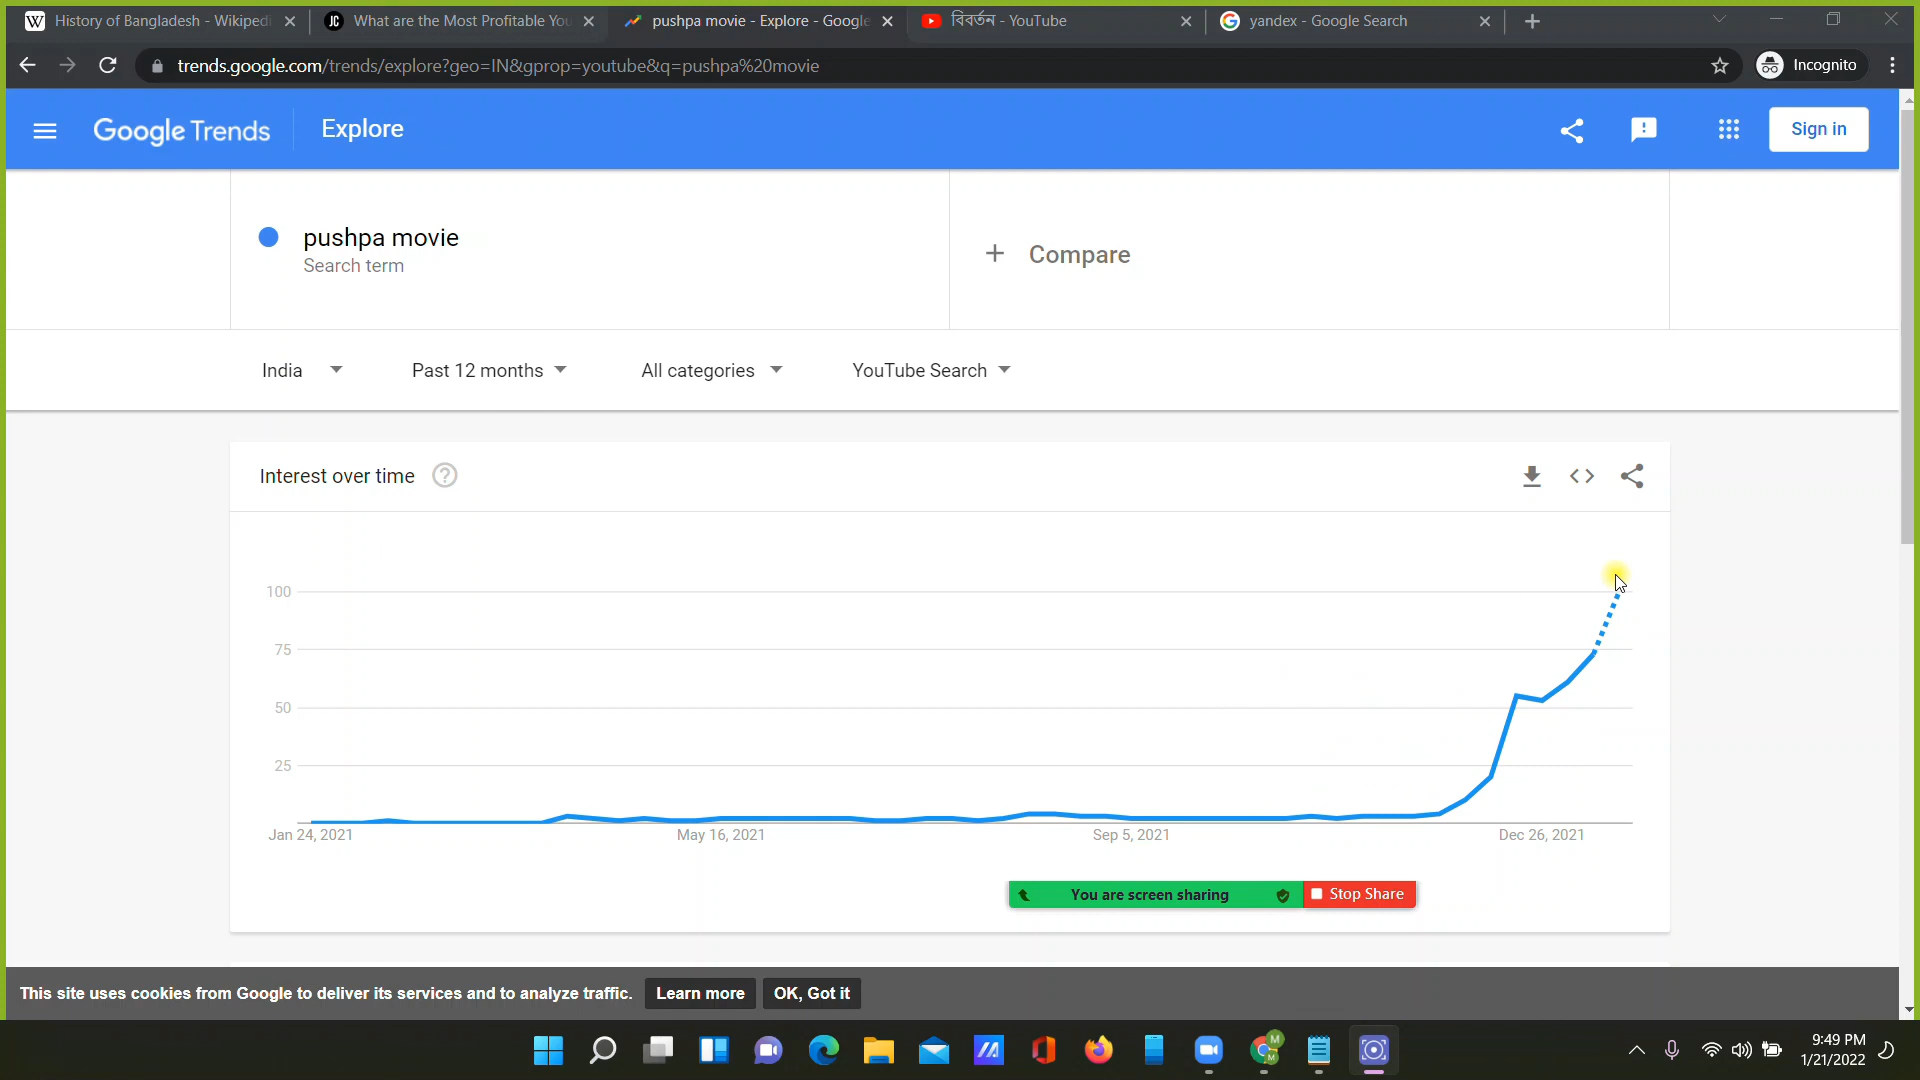 History of Bangladesh - Wikipedi
What are the Most Profitable You
pushpa movie - Explore - Google
বিবর্তন - YouTube
yandex - Google Search
trends.google.com/trends/explore?geo=IN&gprop=youtube&q=pushpa%20movie
Incognito
Google Trends
Explore
Sign in
pushpa movie
Search term
+ Compare
India
Past 12 months
All categories
YouTube Search
Interest over time
100
75
50
25
Jan 24, 2021
May 16, 2021
Sep 5, 2021
Dec 26, 2021
You are screen sharing
Stop Share
This site uses cookies from Google to deliver its services and to analyze traffic.
Learn more
OK, Got it
9:49 PM
1/21/2022